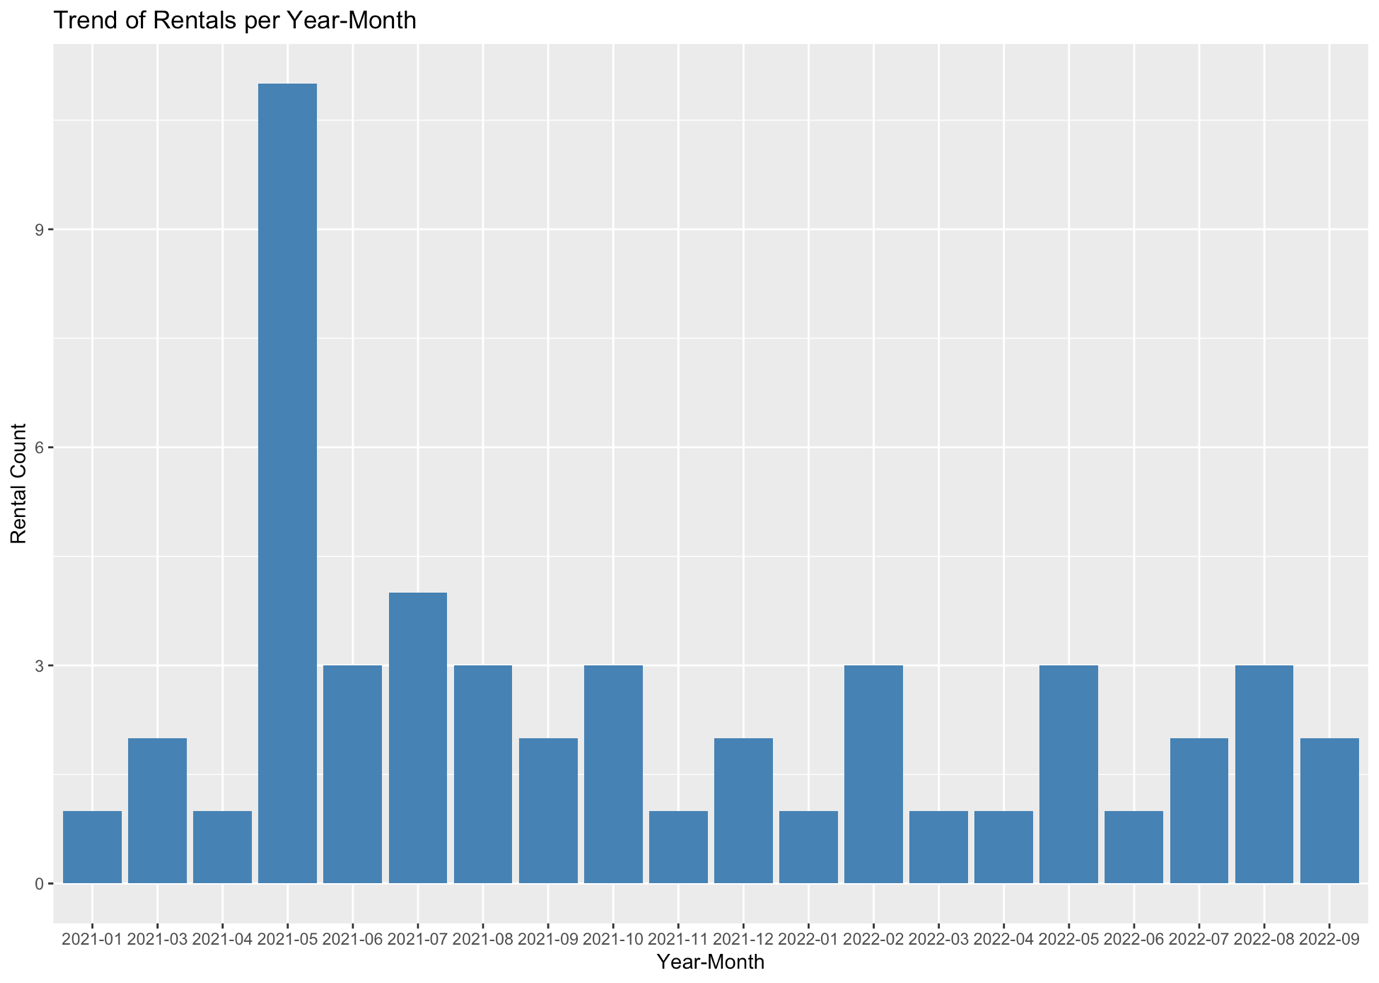 Trend of Rentals per Year-Month
9
6
3
0
Rental Count
2021-01 2021-03 2021-04 2021-05 2021-06 2021-07 2021-08 2021-09 2021-10 2021-11 2021-12 2022-01 2022-02 2022-03 2022-04 2022-05 2022-06 2022-07 2022-08 2022-09
Year-Month